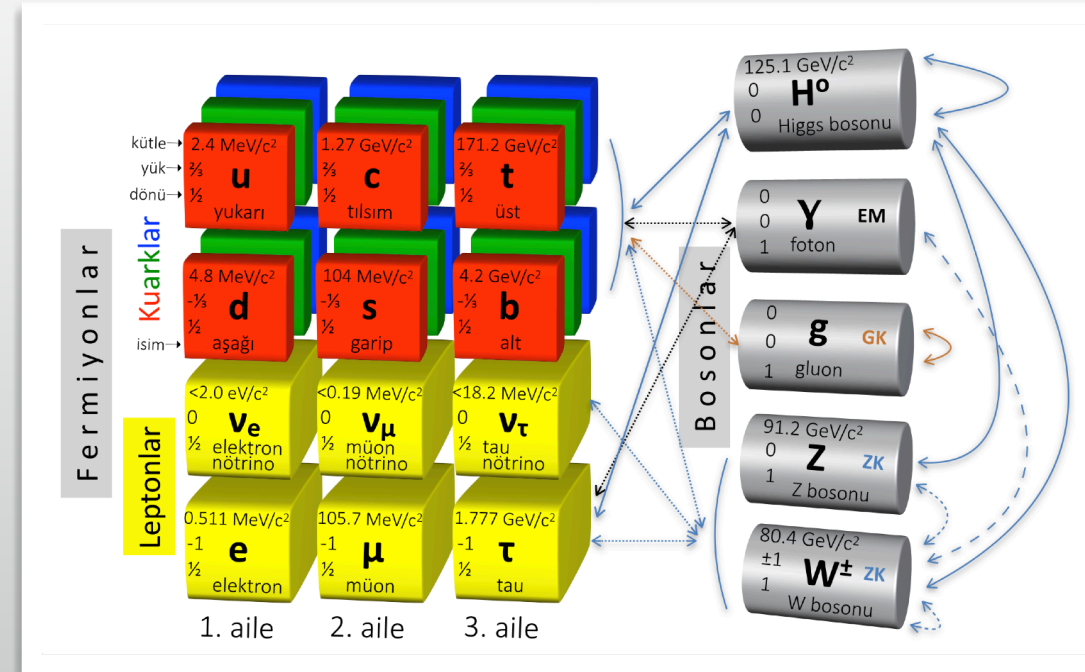 Fermiyonlar
Kuarklar
Leptonlar
kütle
yük
dönü
isim
2.4 MeV/c²
⅔
u
½
yukarı
1.27 GeV/c²
⅔
c
½
tılsım
171.2 GeV/c²
⅔
t
½
üst
4.8 MeV/c²
-⅓
d
½
aşağı
104 MeV/c²
-⅓
s
½
garip
4.2 GeV/c²
-⅓
b
½
alt
<2.0 eV/c²
0
νe
½
elektron
nötrino
<0.19 MeV/c²
0
νμ
½
müon
nötrino
<18.2 MeV/c²
0
ντ
½
tau
nötrino
0.511 MeV/c²
-1
e
½
elektron
105.7 MeV/c²
-1
μ
½
müon
1.777 GeV/c²
-1
τ
½
tau
1. aile
2. aile
3. aile
Bosonlar
125.1 GeV/c²
0
H⁰
0
Higgs bosonu
0
0
γ
EM
1
foton
0
0
g
GK
1
gluon
91.2 GeV/c²
0
Z
ZK
1
Z bosonu
80.4 GeV/c²
±1
W±
ZK
1
W bosonu